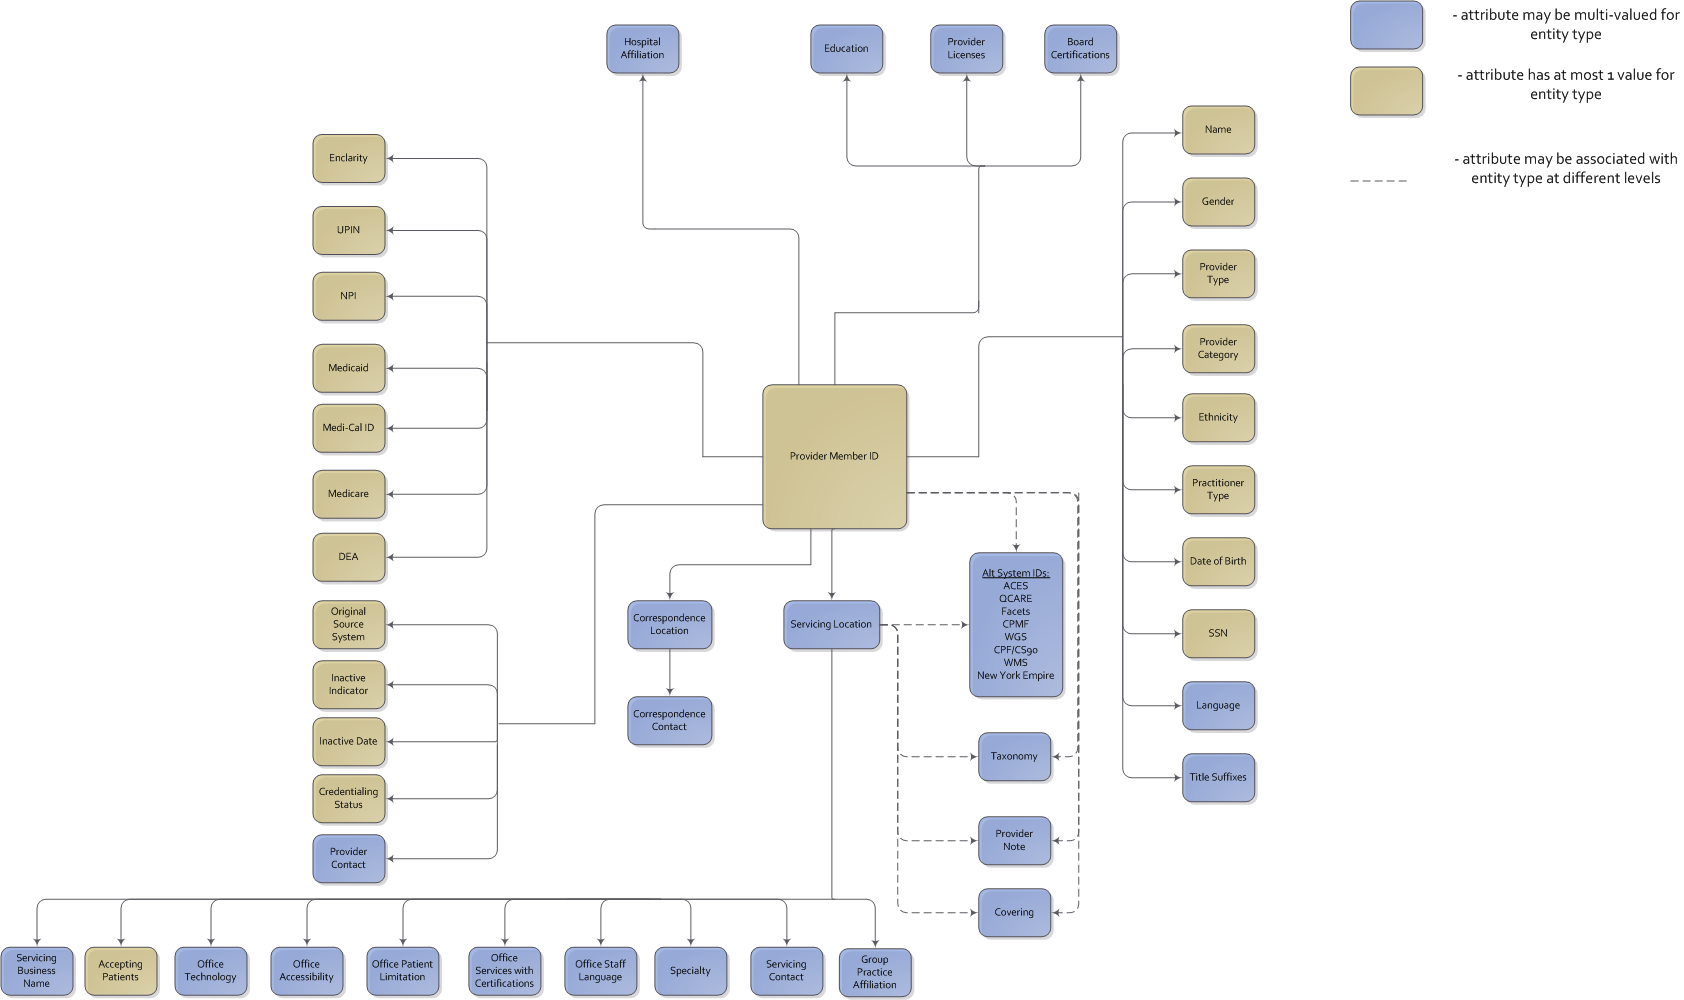 Hospital
Affiliation
Education
Provider
Licenses
Board
Certifications
- attribute may be multi-valued for
entity type
- attribute has at most 1 value for
entity type
- attribute may be associated with
entity type at different levels
Enclarity
UPIN
NPI
Medicaid
Medi-Cal ID
Medicare
DEA
Original
Source
System
Inactive
Indicator
Inactive Date
Credentialing
Status
Provider
Contact
Provider Member ID
Correspondence
Location
Correspondence
Contact
Servicing Location
Alt System IDs:
ACES
QCARE
Facets
CPMF
WGS
CPF/CS90
WMS
New York Empire
Taxonomy
Provider
Note
Covering
Name
Gender
Provider
Type
Provider
Category
Ethnicity
Practitioner
Type
Date of Birth
SSN
Language
Title Suffixes
Servicing
Business
Name
Accepting
Patients
Office
Technology
Office
Accessibility
Office Patient
Limitation
Office
Services with
Certifications
Office Staff
Language
Specialty
Servicing
Contact
Group
Practice
Affiliation